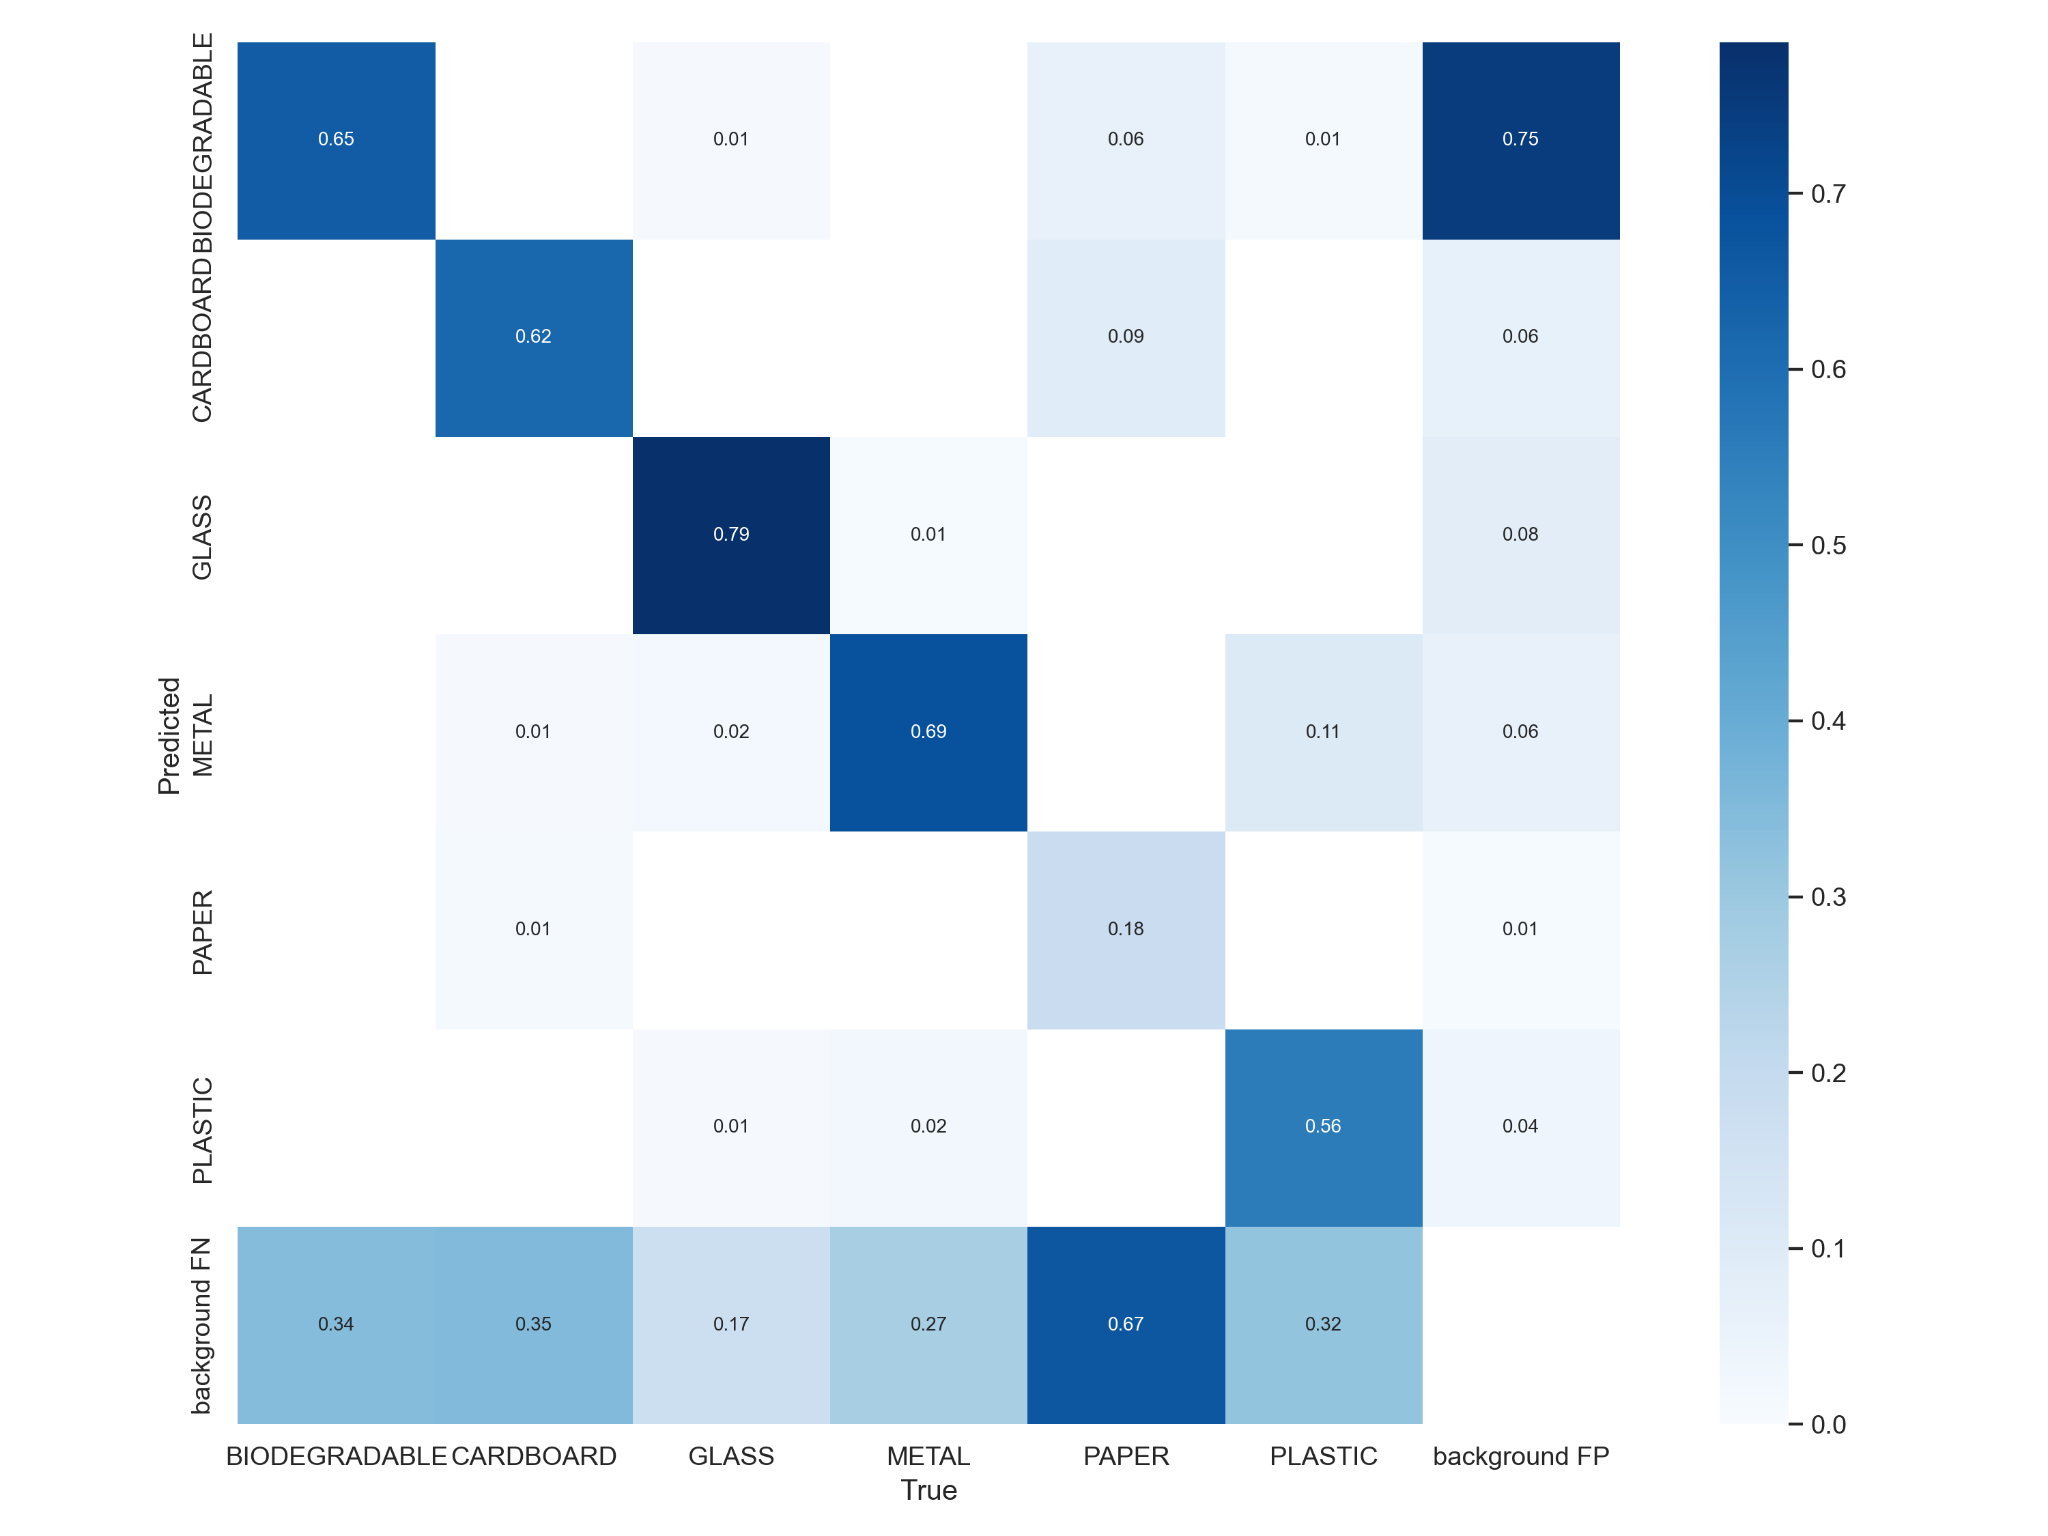 BIODEGRADABLE
0.65
0.01
0.06
0.01
0.75
CARDBOARD
0.62
0.09
0.06
GLASS
0.79
0.01
0.08
Predicted
METAL
0.01
0.02
0.69
0.11
0.06
PAPER
0.01
0.18
0.01
PLASTIC
0.01
0.02
0.56
0.04
background FN
0.34
0.35
0.17
0.27
0.67
0.32
BIODEGRADABLE
CARDBOARD
GLASS
METAL
PAPER
PLASTIC
background FP
True
0.7
0.6
0.5
0.4
0.3
0.2
0.1
0.0